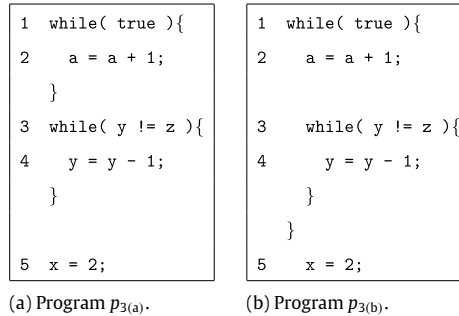 1 while( true ){
2 a = a + 1;
}
3 while( y != z ){
4 y = y - 1;
}
5 x = 2;
(a) Program p3(a).
1 while( true ){
2 a = a + 1;
3 while( y != z ){
4 y = y - 1;
}
}
5 x = 2;
(b) Program p3(b).